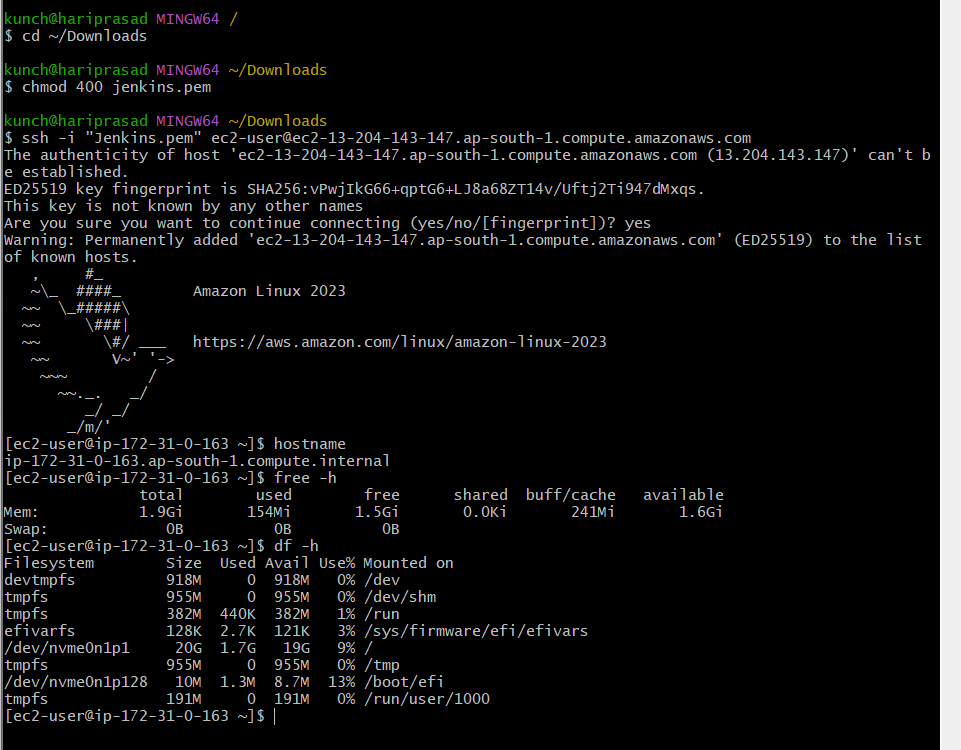 kunch@hariprasad MINGW64 /
$ cd ~/Downloads

kunch@hariprasad MINGW64 ~/Downloads
$ chmod 400 jenkins.pem

kunch@hariprasad MINGW64 ~/Downloads
$ ssh -i "Jenkins.pem" ec2-user@ec2-13-204-143-147.ap-south-1.compute.amazonaws.com
The authenticity of host 'ec2-13-204-143-147.ap-south-1.compute.amazonaws.com (13.204.143.147)' can't b
e established.
ED25519 key fingerprint is SHA256:vPwjIkG66+qptG6+LJ8a68ZT14v/Uftj2Ti947dMxqs.
This key is not known by any other names
Are you sure you want to continue connecting (yes/no/[fingerprint])? yes
Warning: Permanently added 'ec2-13-204-143-147.ap-south-1.compute.amazonaws.com' (ED25519) to the list
of known hosts.
   ,     #_
   ~\_  ####_        Amazon Linux 2023
  ~~  \_#####\
  ~~     \###|
  ~~       \#/ ___   https://aws.amazon.com/linux/amazon-linux-2023
   ~~       V~' '->
    ~~~         /
      ~~._.   _/
         _/ _/
       _/m/'
[ec2-user@ip-172-31-0-163 ~]$ hostname
ip-172-31-0-163.ap-south-1.compute.internal
[ec2-user@ip-172-31-0-163 ~]$ free -h
               total        used        free      shared  buff/cache   available
Mem:           1.9Gi       154Mi       1.5Gi       0.0Ki       241Mi       1.6Gi
Swap:             0B          0B          0B
[ec2-user@ip-172-31-0-163 ~]$ df -h
Filesystem        Size  Used Avail Use% Mounted on
devtmpfs          918M     0  918M   0% /dev
tmpfs             955M     0  955M   0% /dev/shm
tmpfs             382M  440K  382M   1% /run
efivarfs          128K  2.7K  121K   3% /sys/firmware/efi/efivars
/dev/nvme0n1p1     20G  1.7G   19G   9% /
tmpfs             955M     0  955M   0% /tmp
/dev/nvme0n1p128   10M  1.3M  8.7M  13% /boot/efi
tmpfs             191M     0  191M   0% /run/user/1000
[ec2-user@ip-172-31-0-163 ~]$